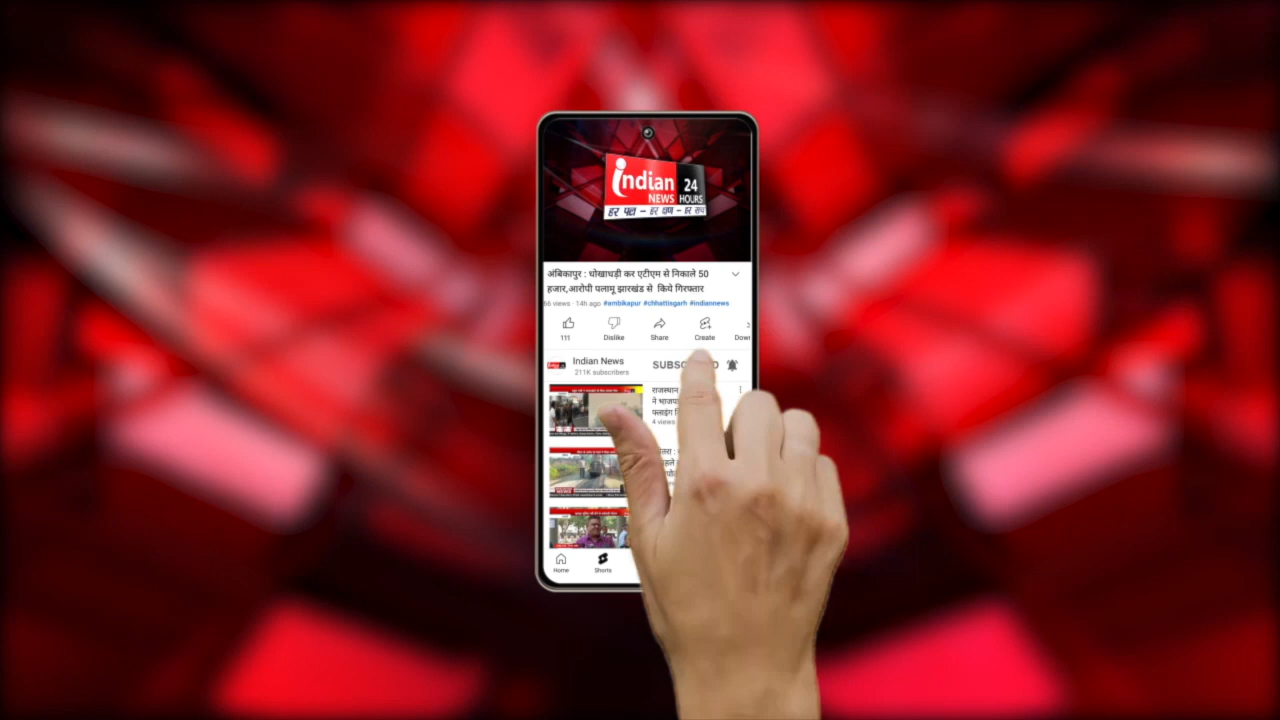 indian
NEWS
24
HOURS
हर पल - हर क्षण - हर सच
अंबिकापुर : धोखाधड़ी कर एटीएम से निकाले 50
हजार,आरोपी पलामू झारखंड से किये गिरफ्तार
66 views · 14h ago #ambikapur #chhattisgarh #indiannews
111
Dislike
Share
Create
Indian News
211K subscribers
राजस्थान
ने भाजपा
फ्लाइंग
4 views
Home
Shorts